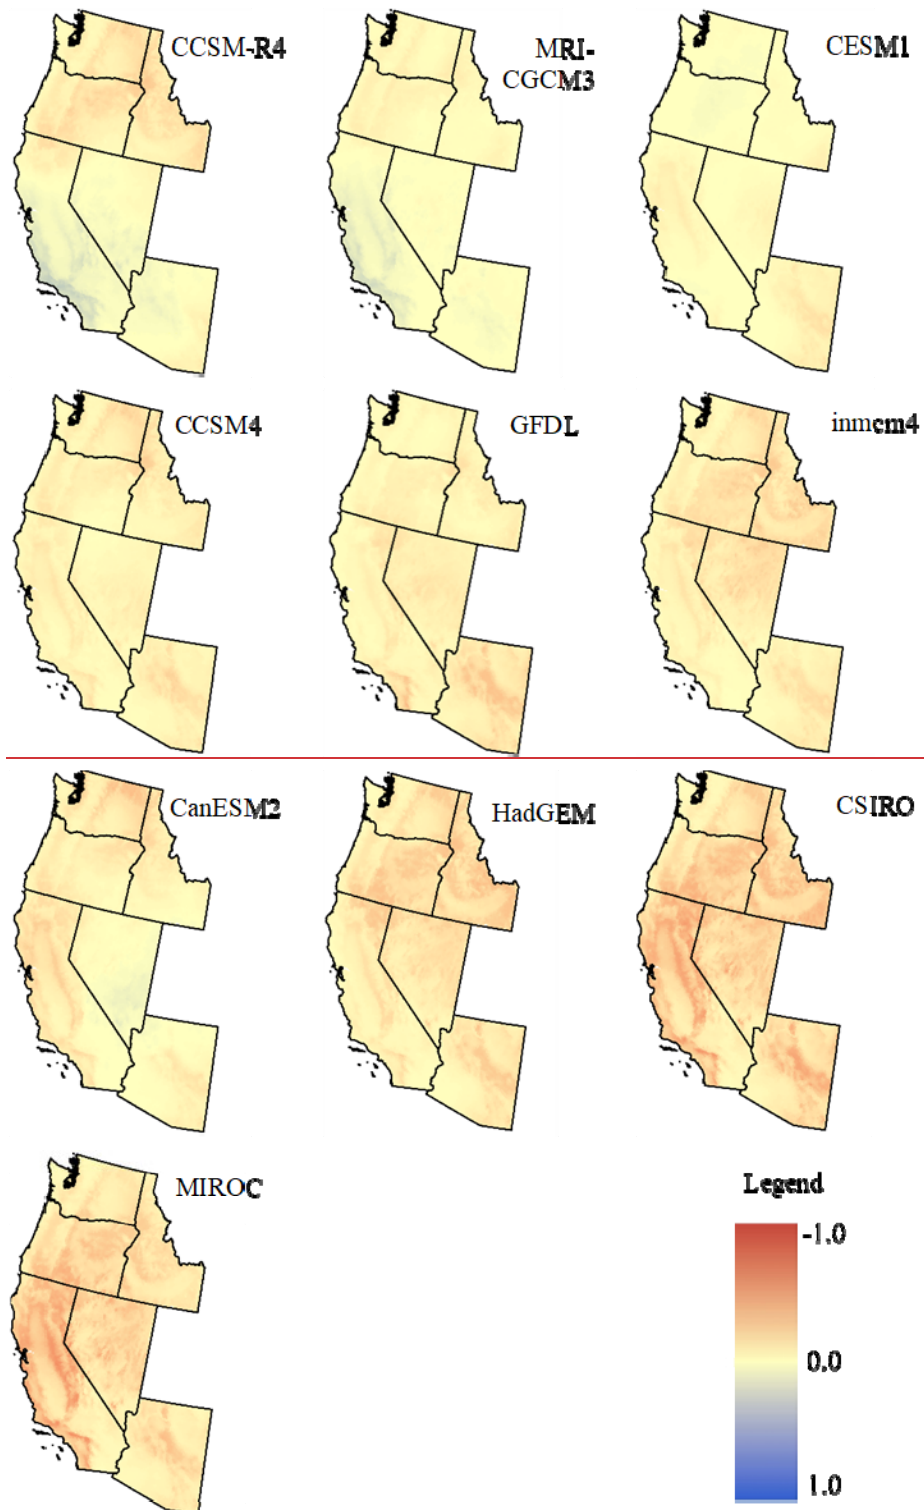 CCSM-R4
MRI-
CGCM3
CESM1
CCSM4
GFDL
inmcm4
CanESM2
HadGEM
CSIRO
MIROC
Legend
-1.0
0.0
1.0